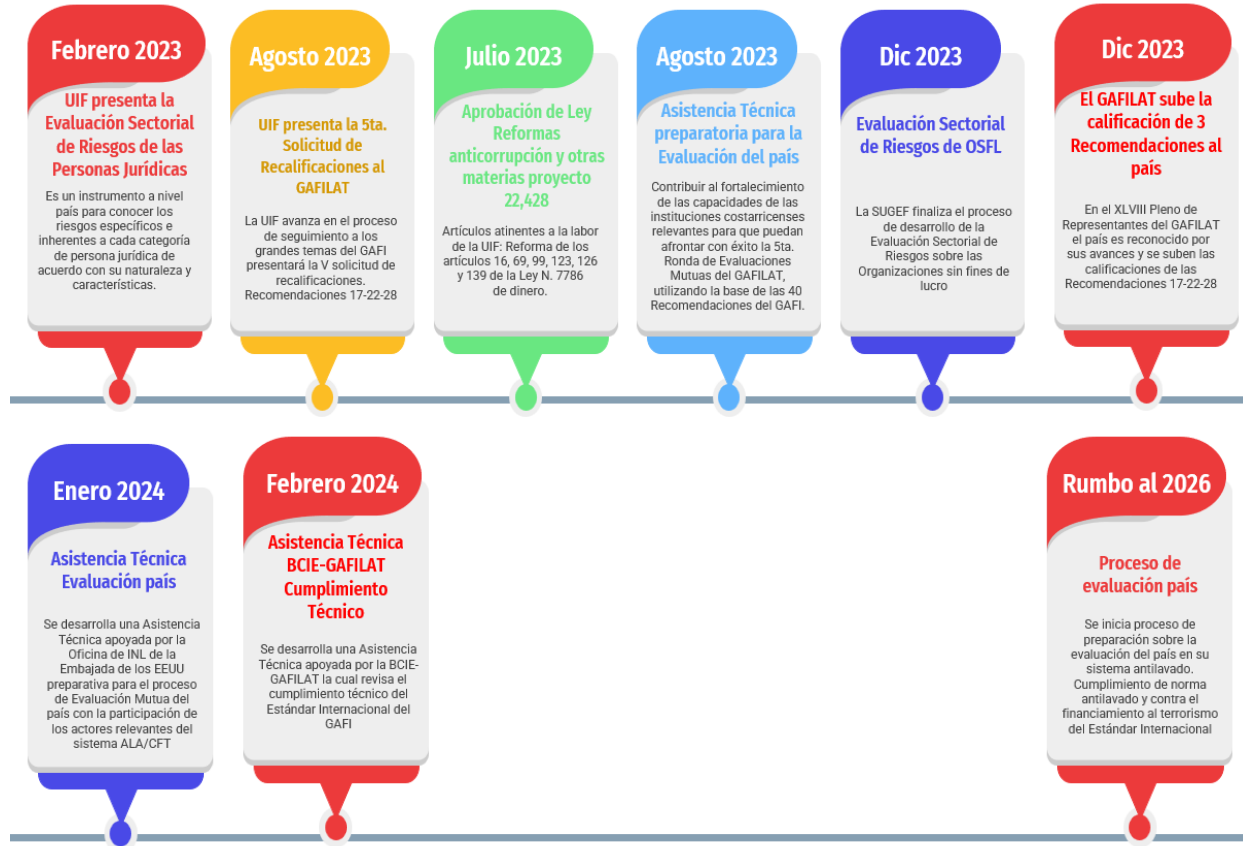 Febrero 2023
UIF presenta la
Evaluación Sectorial
de Riesgos de las
Personas Jurídicas
Es un instrumento a nivel
país para conocer los
riesgos específicos e
inherentes a cada categoría
de persona jurídica de
acuerdo con su naturaleza y
características.
Agosto 2023
UIF presenta la 5ta.
Solicitud de
Recalificaciones al
GAFILAT
La UIF avanza en el proceso
de seguimiento a los
grandes temas del GAFI
presentará la V solicitud de
recalificaciones.
Recomendaciones 17-22-28
Julio 2023
Aprobación de Ley
Reformas
anticorrupción y otras
materias proyecto
22,428
Artículos atinentes a la labor
de la UIF: Reforma de los
artículos 16, 69, 99, 123, 126
y 139 de la Ley N. 7786
de dinero.
Agosto 2023
Asistencia Técnica
preparatoria para la
Evaluación del país
Contribuir al fortalecimiento
de las capacidades de las
instituciones costarricenses
relevantes para que puedan
afrontar con éxito la 5ta.
Ronda de Evaluaciones
Mutuas del GAFILAT,
utilizando la base de las 40
Recomendaciones del GAFI.
Dic 2023
Evaluación Sectorial
de Riesgos de OSFL
La SUGEF finaliza el proceso
de desarrollo de la
Evaluación Sectorial de
Riesgos sobre las
Organizaciones sin fines de
lucro
Dic 2023
El GAFILAT sube la
calificación de 3
Recomendaciones al
país
En el XLVIII Pleno de
Representantes del GAFILAT
el país es reconocido por
sus avances y se suben las
calificaciones de las
Recomendaciones 17-22-28
Enero 2024
Asistencia Técnica
Evaluación país
Se desarrolla una Asistencia
Técnica apoyada por la
Oficina de INL de la
Embajada de los EEUU
preparativa para el proceso
de Evaluación Mutua del
país con la participación de
los actores relevantes del
sistema ALA/CFT
Febrero 2024
Asistencia Técnica
BCIE-GAFILAT
Cumplimiento
Técnico
Se desarrolla una Asistencia
Técnica apoyada por la BCIE-
GAFILAT la cual revisa el
cumplimiento técnico del
Estándar Internacional del
GAFI
Rumbo al 2026
Proceso de
evaluación país
Se inicia proceso de
preparación sobre la
evaluación del país en su
sistema antilavado.
Cumplimiento de norma
antilavado y contra el
financiamiento al terrorismo
del Estándar Internacional